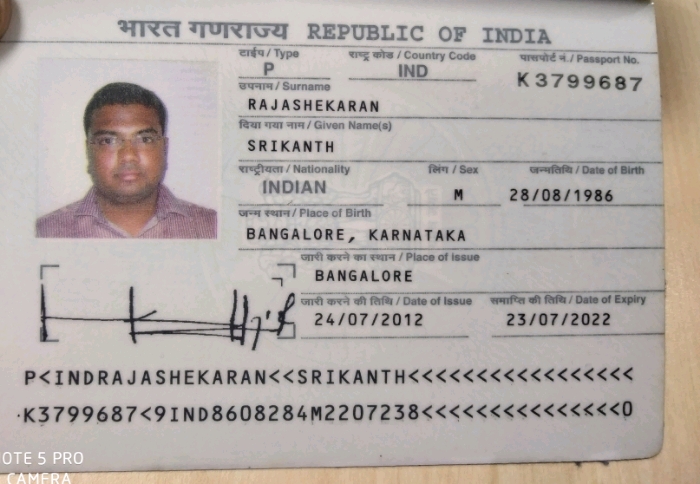 भारत गणराज्य REPUBLIC OF INDIA
टाईप / Type राष्ट्र कोड / Country Code पासपोर्ट नं. / Passport No.
P IND K3799687
उपनाम / Surname
RAJASHEKARAN
दिया गया नाम / Given Name(s)
SRIKANTH
राष्ट्रीयता / Nationality लिंग / Sex जन्मतिथि / Date of Birth
INDIAN M 28/08/1986
जन्म स्थान / Place of Birth
BANGALORE, KARNATAKA
जारी करने का स्थान / Place of Issue
BANGALORE
जारी करने की तिथि / Date of Issue समाप्ति की तिथि / Date of Expiry
24/07/2012 23/07/2022
P<INDRAJASHEKARAN<<SRIKANTH<<<<<<<<<<<<<<<<<
K3799687<9IND8608284M2207238<<<<<<<<<<<<<<<0
OTE 5 PRO
CAMERA